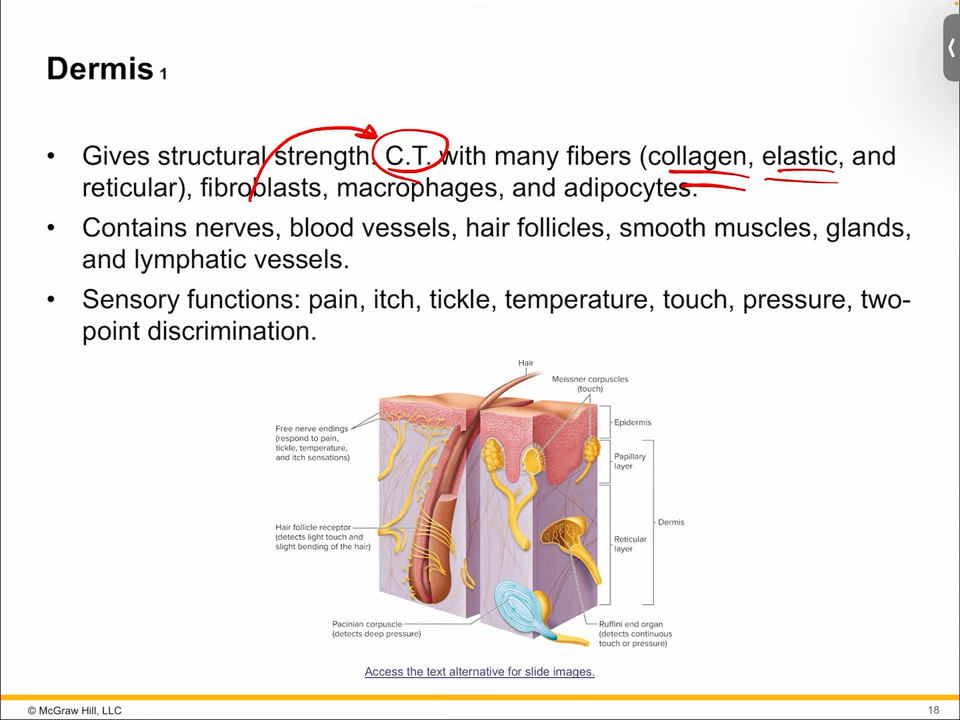 Dermis 1
• Gives structural strength. C.T. with many fibers (collagen, elastic, and
reticular), fibroblasts, macrophages, and adipocytes.
• Contains nerves, blood vessels, hair follicles, smooth muscles, glands,
and lymphatic vessels.
• Sensory functions: pain, itch, tickle, temperature, touch, pressure, two-
point discrimination.
Hair
Meissner corpuscles
(touch)
Free nerve endings
(respond to pain,
tickle, temperature,
and itch sensations)
Epidermis
Papillary
layer
Dermis
Hair follicle receptor
(detects light touch and
slight bending of the hair)
Reticular
layer
Pacinian corpuscle
(detects deep pressure)
Ruffini end organ
(detects continuous
touch or pressure)
Access the text alternative for slide images.
© McGraw Hill, LLC
18